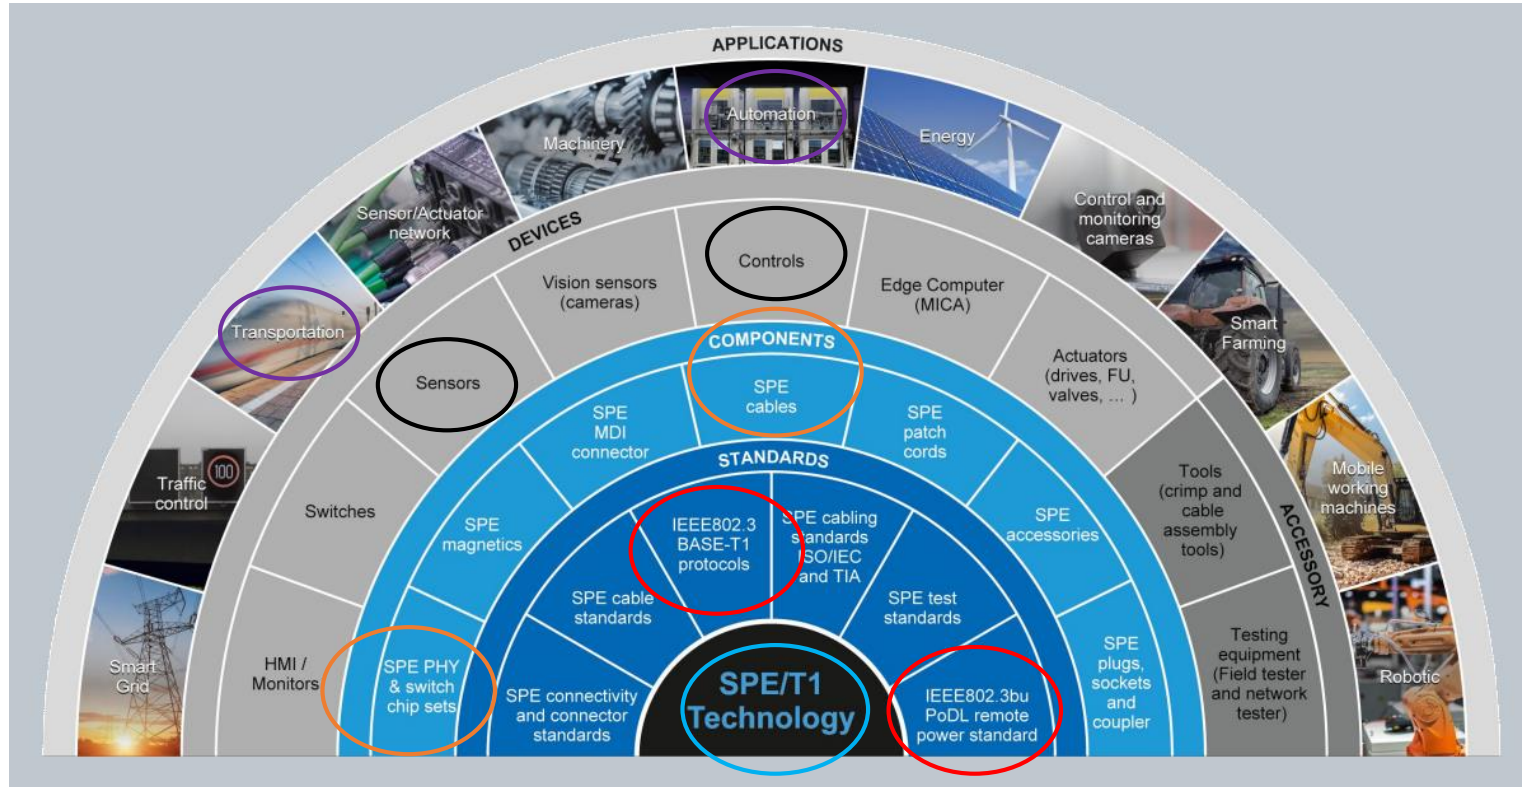 APPLICATIONS
Smart
Grid
Traffic
control
100
Transportation
Sensor/Actuator
network
Machinery
Automation
Energy
Control and
monitoring
cameras
Smart
Farming
Mobile
working
machines
Robotic
DEVICES
HMI /
Monitors
Switches
Sensors
Vision sensors
(cameras)
Controls
Edge Computer
(MICA)
Actuators
(drives, FU,
valves, ... )
ACCESSORY
Tools
(crimp and
cable
assembly
tools)
Testing
equipment
(Field tester
and network
tester)
COMPONENTS
SPE PHY
& switch
chip sets
SPE
magnetics
SPE
MDI
connector
SPE
cables
SPE
patch
cords
SPE
accessories
SPE
plugs,
sockets
and
coupler
STANDARDS
SPE connectivity
and connector
standards
SPE cable
standards
IEEE802.3
BASE-T1
protocols
SPE cabling
standards
ISO/IEC
and TIA
SPE test
standards
IEEE802.3bu
PoDL remote
power standard
SPE/T1
Technology